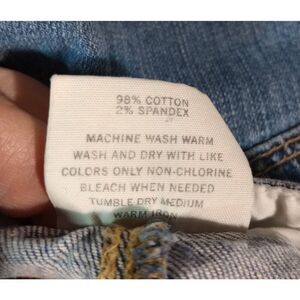 98% COTTON
2% SPANDEX
MACHINE WASH WARM
WASH AND DRY WITH LIKE
COLORS ONLY NON-CHLORINE
BLEACH WHEN NEEDED
TUMBLE DRY MEDIUM
WARM IRON